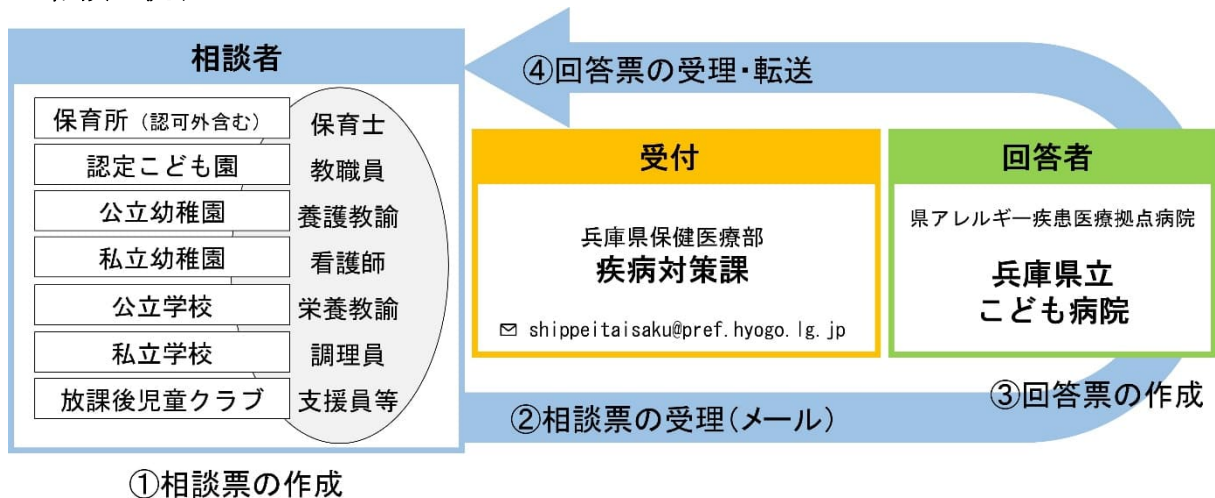 相談者
保育所（認可外含む）
認定こども園
公立幼稚園
私立幼稚園
公立学校
私立学校
放課後児童クラブ
保育士
教職員
養護教諭
看護師
栄養教諭
調理員
支援員等
①相談票の作成
④回答票の受理・転送
受付
兵庫県保健医療部
疾病対策課
✉ shippeitaisaku@pref.hyogo.lg.jp
回答者
県アレルギー疾患医療拠点病院
兵庫県立
こども病院
②相談票の受理（メール）
③回答票の作成